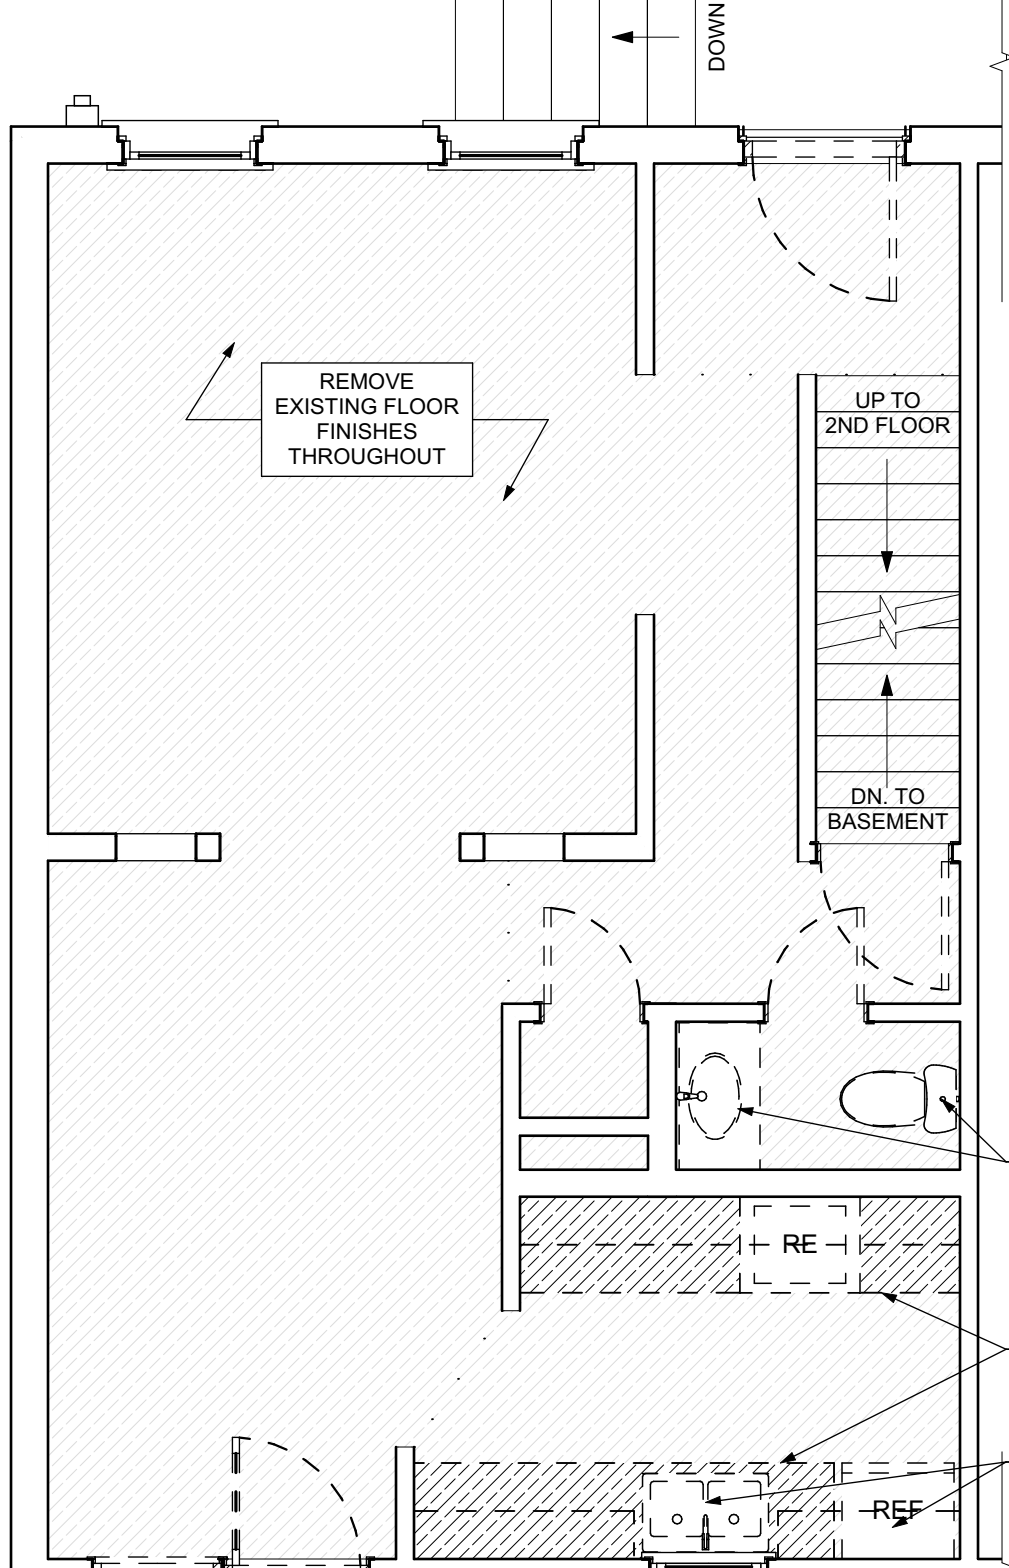 DOWN
REMOVE
EXISTING FLOOR
FINISHES
THROUGHOUT
UP TO
2ND FLOOR
DN. TO
BASEMENT
RE
REF